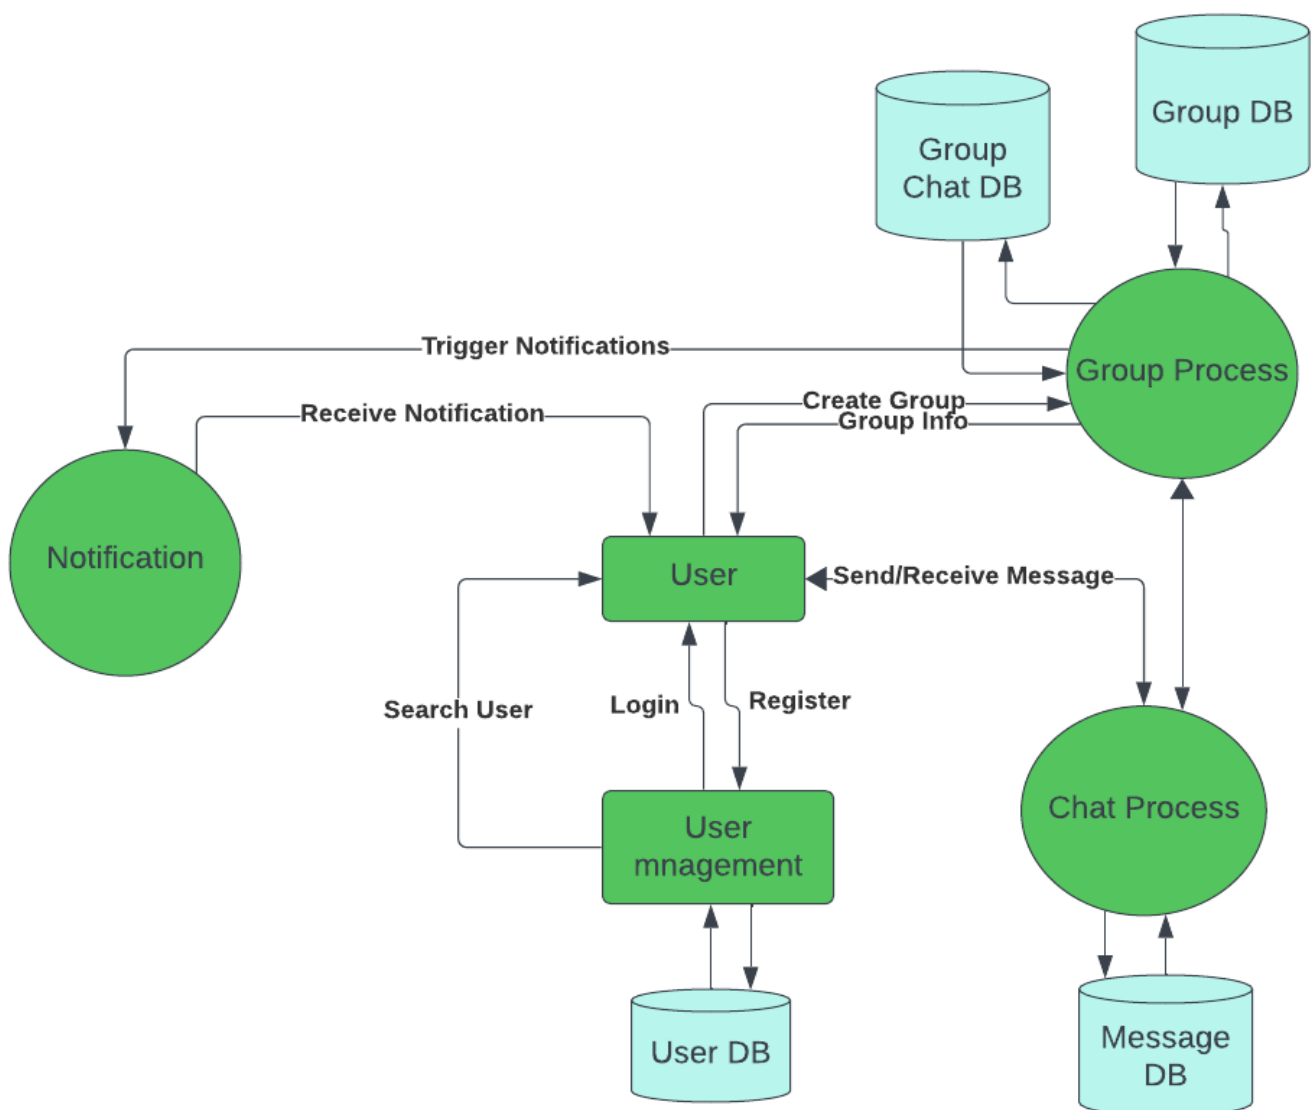 Group DB
Group
Chat DB
Trigger Notifications
Group Process
Create Group
Receive Notification
Group Info
Notification
User
Send/Receive Message
Search User
Login
Register
Chat Process
User
mnagement
User DB
Message
DB